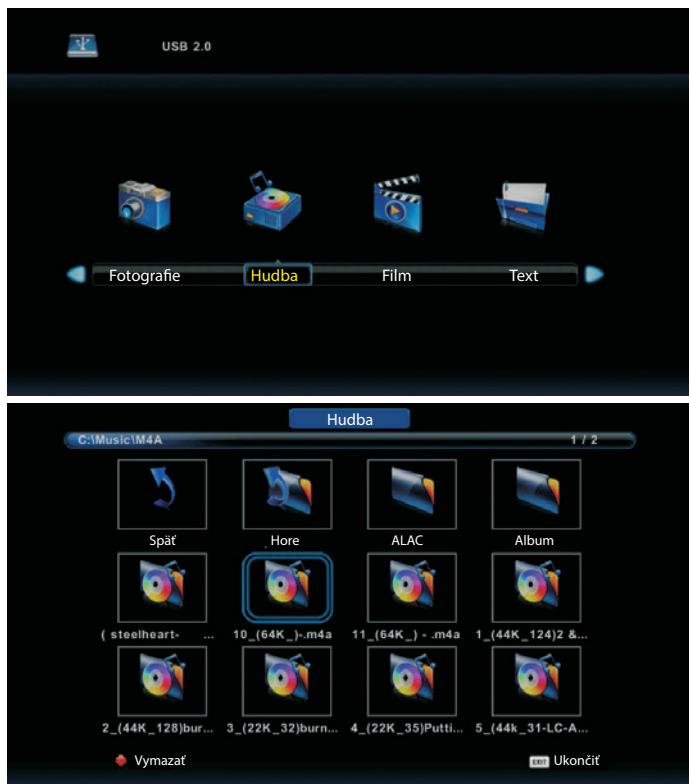 USB 2.0
Fotografie Hudba Film Text
Hudba
C:\Music\M4A 1 / 2
Späť Hore ALAC Album
( steelheart- ... 10_(64K_)-.m4a 11_(64K_) - .m4a 1_(44K_124)2 &...
2_(44K_128)bur... 3_(22K_32)burn... 4_(22K_35)Putti... 5_(44k_31-LC-A...
Vymazať EXIT Ukončiť